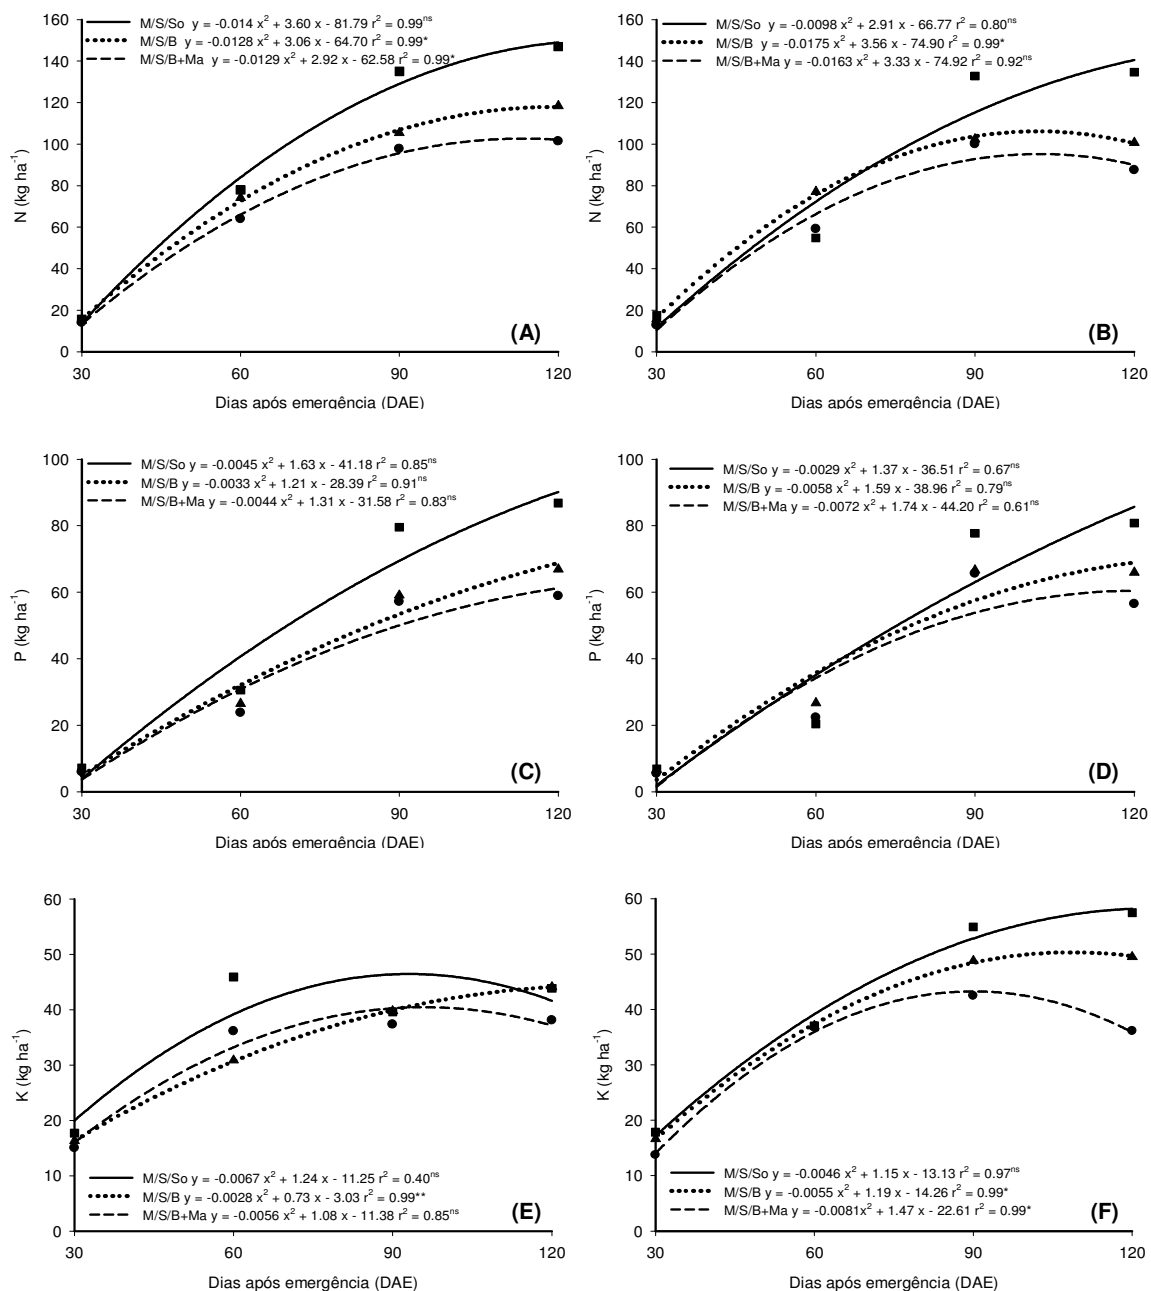 M/S/So y = -0.014 x² + 3.60 x - 81.79 r² = 0.99ns
M/S/B y = -0.0128 x² + 3.06 x - 64.70 r² = 0.99*
M/S/B+Ma y = -0.0129 x² + 2.92 x - 62.58 r² = 0.99*
160
140
120
100
80
60
40
20
0
N (kg ha-1)
(A)
30 60 90 120
Dias após emergência (DAE)
M/S/So y = -0.0098 x² + 2.91 x - 66.77 r² = 0.80ns
M/S/B y = -0.0175 x² + 3.56 x - 74.90 r² = 0.99*
M/S/B+Ma y = -0.0163 x² + 3.33 x - 74.92 r² = 0.92ns
160
140
120
100
80
60
40
20
0
N (kg ha-1)
(B)
30 60 90 120
Dias após emergência (DAE)
M/S/So y = -0.0045 x² + 1.63 x - 41.18 r² = 0.85ns
M/S/B y = -0.0033 x² + 1.21 x - 28.39 r² = 0.91ns
M/S/B+Ma y = -0.0044 x² + 1.31 x - 31.58 r² = 0.83ns
100
80
60
40
20
0
P (kg ha-1)
(C)
30 60 90 120
Dias após emergência (DAE)
M/S/So y = -0.0029 x² + 1.37 x - 36.51 r² = 0.67ns
M/S/B y = -0.0058 x² + 1.59 x - 38.96 r² = 0.79ns
M/S/B+Ma y = -0.0072 x² + 1.74 x - 44.20 r² = 0.61ns
100
80
60
40
20
0
P (kg ha-1)
(D)
30 60 90 120
Dias após emergência (DAE)
60
50
40
30
20
10
0
K (kg ha-1)
M/S/So y = -0.0067 x² + 1.24 x - 11.25 r² = 0.40ns
M/S/B y = -0.0028 x² + 0.73 x - 3.03 r² = 0.99**
M/S/B+Ma y = -0.0056 x² + 1.08 x - 11.38 r² = 0.85ns
(E)
30 60 90 120
Dias após emergência (DAE)
60
50
40
30
20
10
0
K (kg ha-1)
M/S/So y = -0.0046 x² + 1.15 x - 13.13 r² = 0.97ns
M/S/B y = -0.0055 x² + 1.19 x - 14.26 r² = 0.99*
M/S/B+Ma y = -0.0081x² + 1.47 x - 22.61 r² = 0.99*
(F)
30 60 90 120
Dias após emergência (DAE)